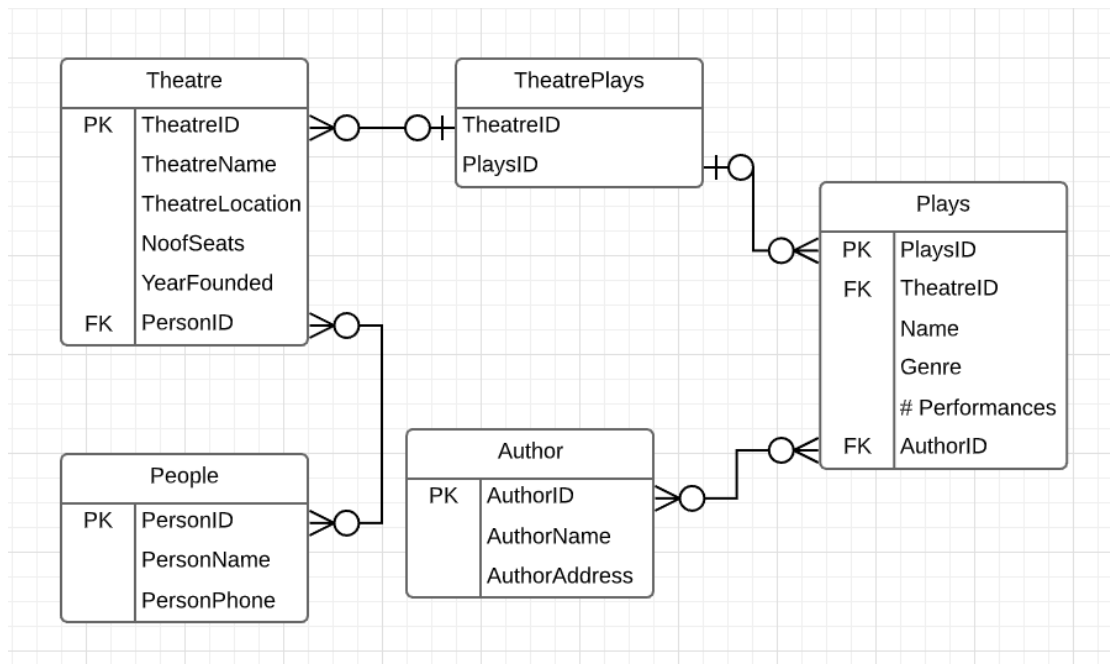 Theatre
PK TheatreID
TheatreName
TheatreLocation
NoofSeats
YearFounded
FK PersonID
TheatrePlays
TheatreID
PlaysID
Plays
PK PlaysID
FK TheatreID
Name
Genre
# Performances
FK AuthorID
People
PK PersonID
PersonName
PersonPhone
Author
PK AuthorID
AuthorName
AuthorAddress